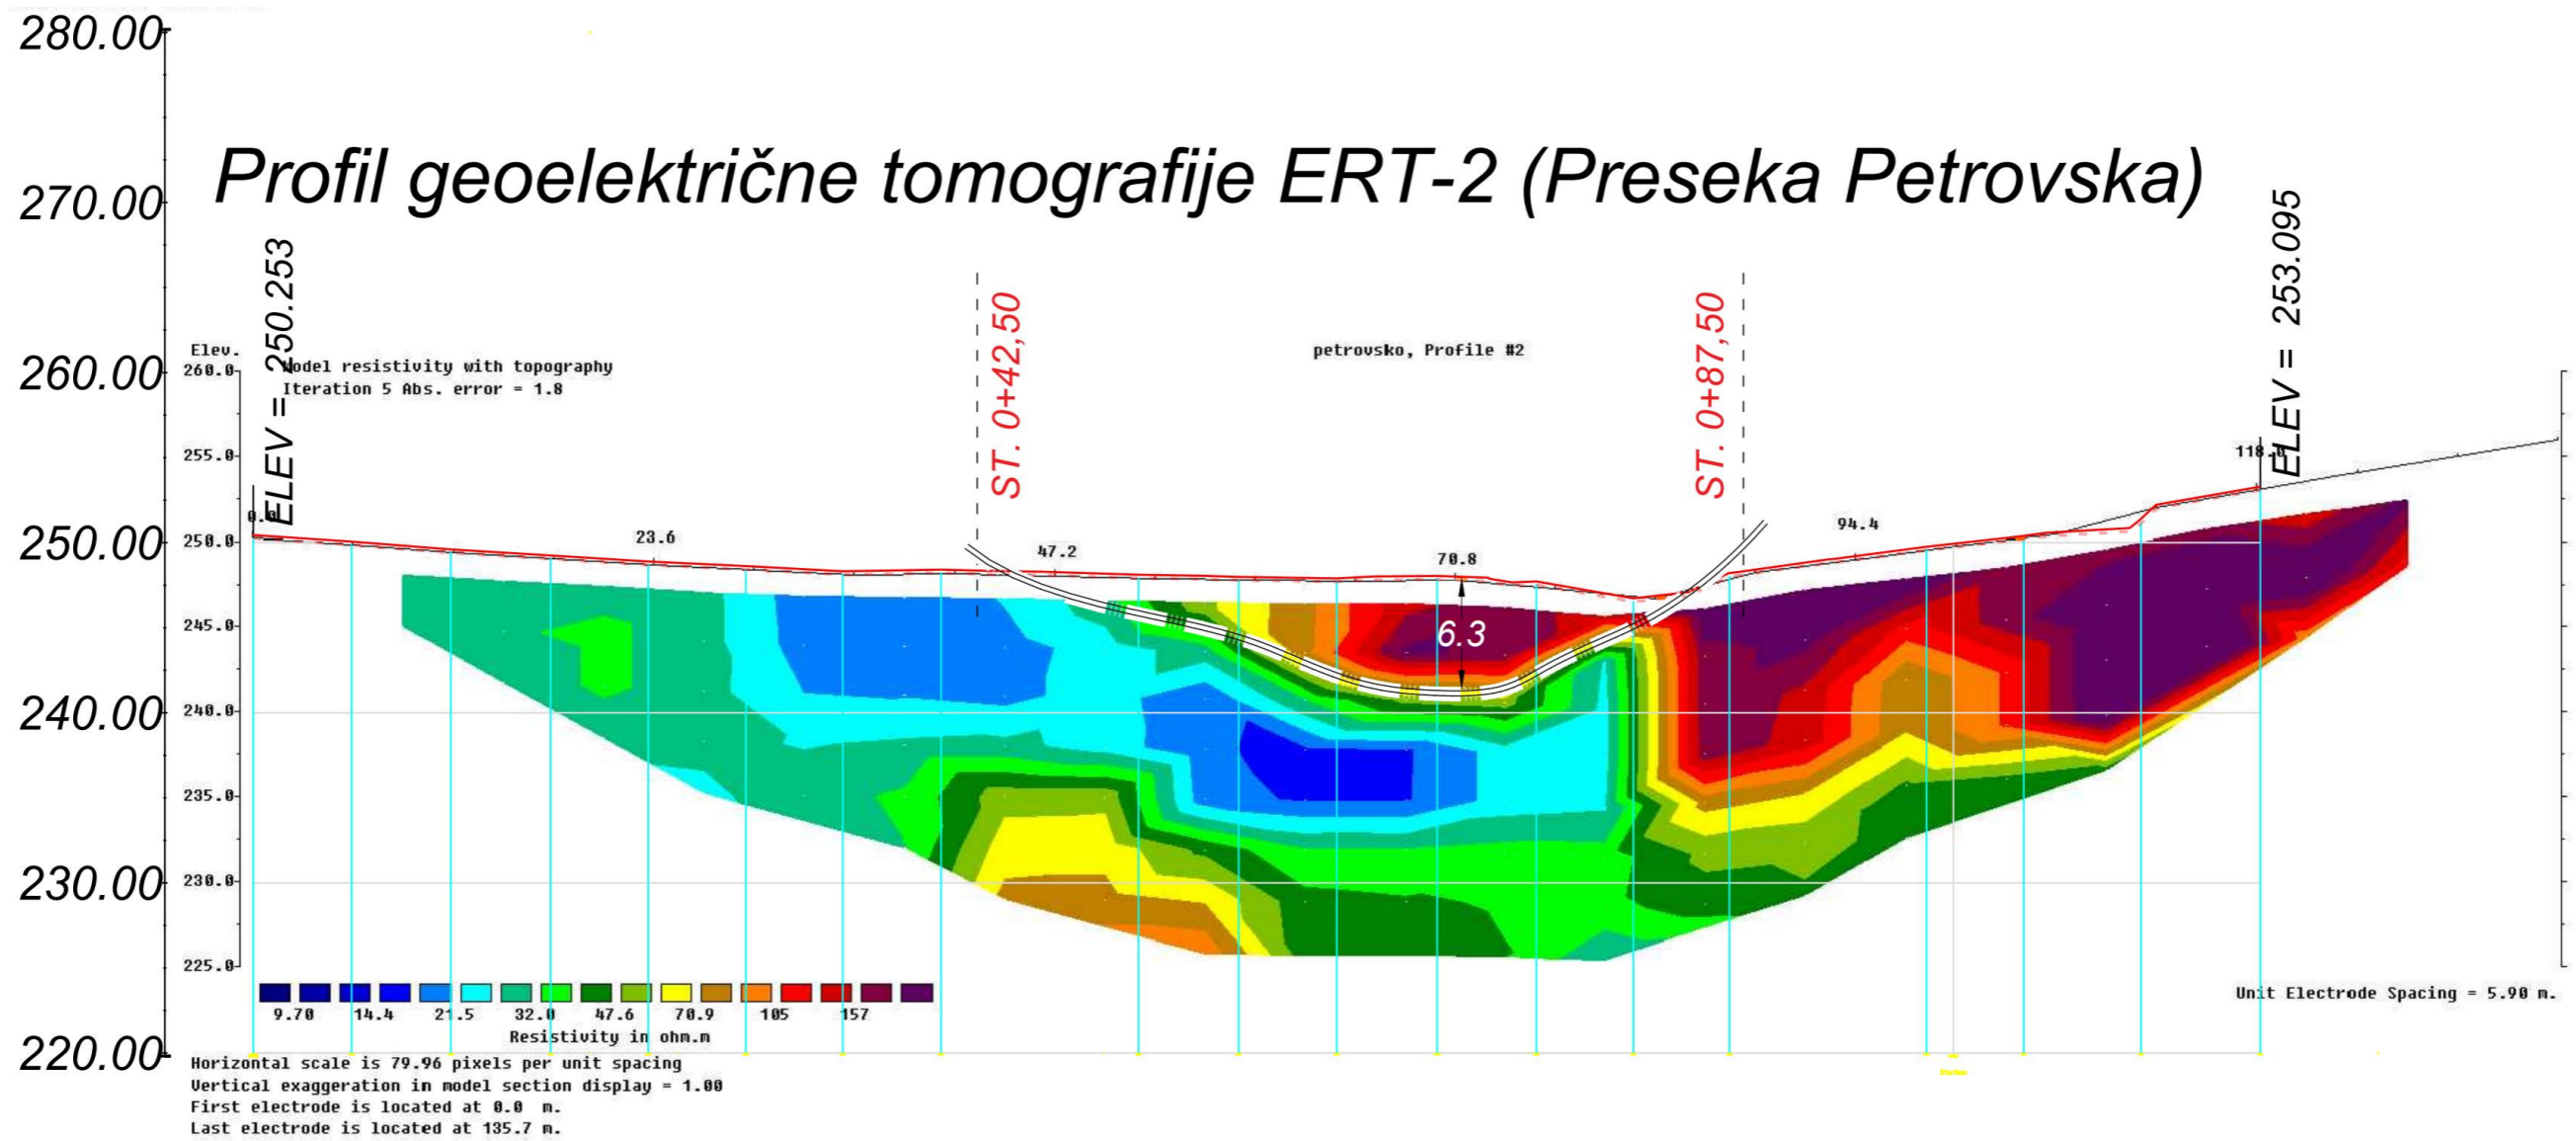 280.00
270.00
260.00
250.00
240.00
230.00
220.00
Profil geoelektrične tomografije ERT-2 (Preseka Petrovska)
ELEV = 250.253
ST. 0+42,50
ST. 0+87,50
ELEV = 253.095
Elev.
Model resistivity with topography
Iteration 5 Abs. error = 1.8
petrovsko, Profile #2
260.0
255.0
250.0
245.0
240.0
235.0
230.0
225.0
0.0
23.6
47.2
70.8
94.4
118.0
6.3
9.70 14.4 21.5 32.0 47.6 70.9 105 157
Resistivity in ohm.m
Unit Electrode Spacing = 5.90 m.
Horizontal scale is 79.96 pixels per unit spacing
Vertical exaggeration in model section display = 1.00
First electrode is located at 0.0 m.
Last electrode is located at 135.7 m.